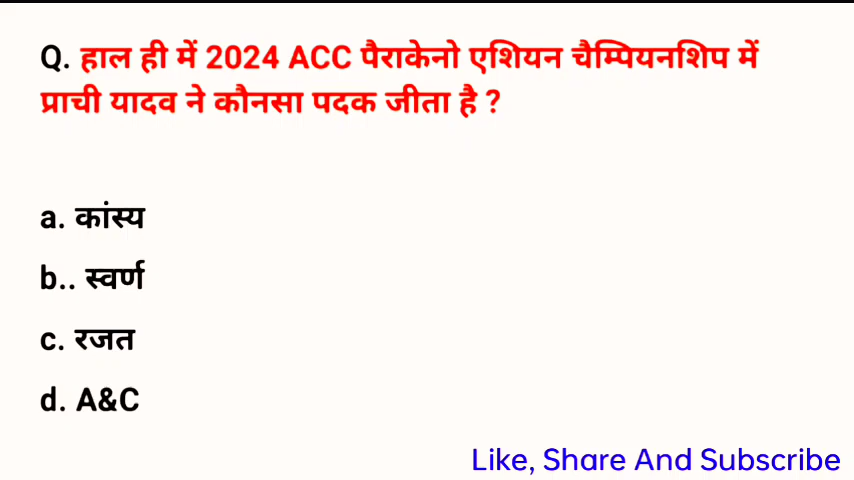 Q. हाल ही में 2024 ACC पैराकेनो एशियन चैम्पियनशिप में
प्राची यादव ने कौनसा पदक जीता है ?
a. कांस्य
b.. स्वर्ण
c. रजत
d. A&C
Like, Share And Subscribe